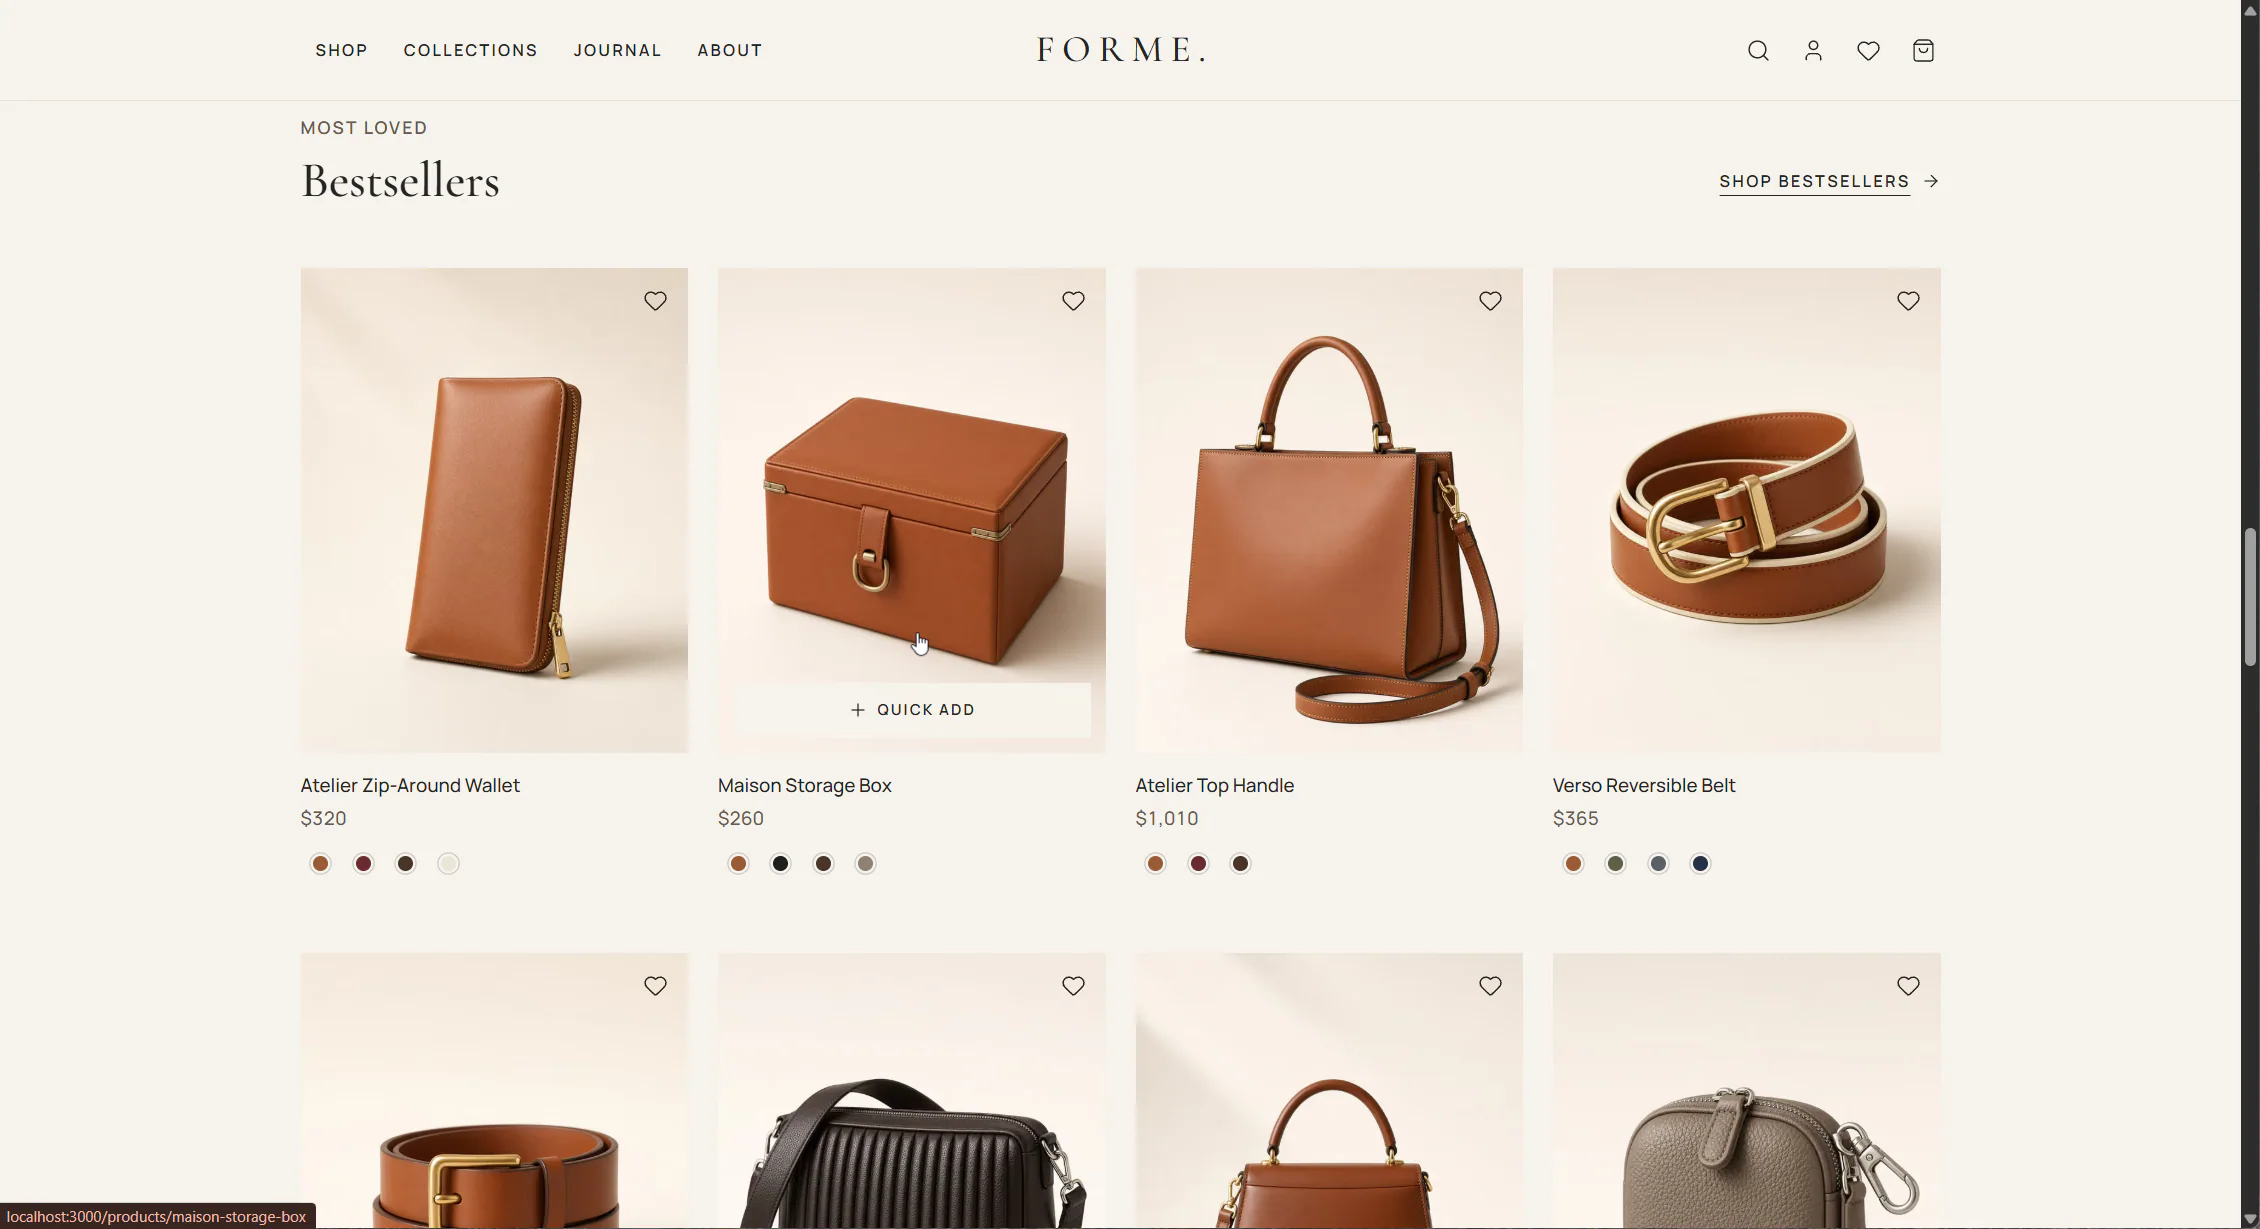 SHOP COLLECTIONS JOURNAL ABOUT
FORME.
MOST LOVED
Bestsellers
SHOP BESTSELLERS
QUICK ADD
Atelier Zip-Around Wallet
$320
Maison Storage Box
$260
Atelier Top Handle
$1,010
Verso Reversible Belt
$365
localhost:3000/products/maison-storage-box